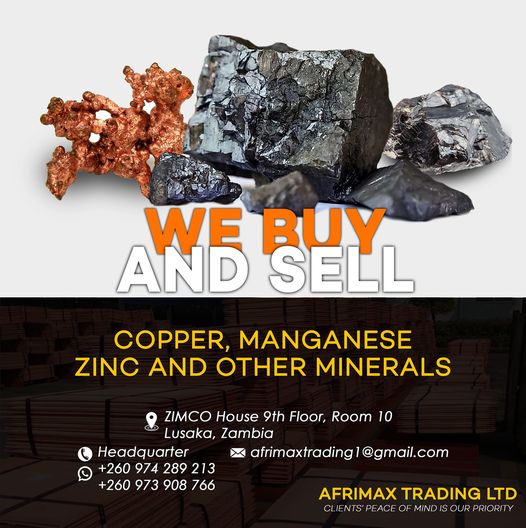 WE BUY
AND SELL
COPPER, MANGANESE
ZINC AND OTHER MINERALS
ZIMCO House 9th Floor, Room 10
Lusaka, Zambia
Headquarter
afrimaxtrading1@gmail.com
+260 974 289 213
+260 973 908 766
AFRIMAX TRADING LTD
CLIENTS' PEACE OF MIND IS OUR PRIORITY